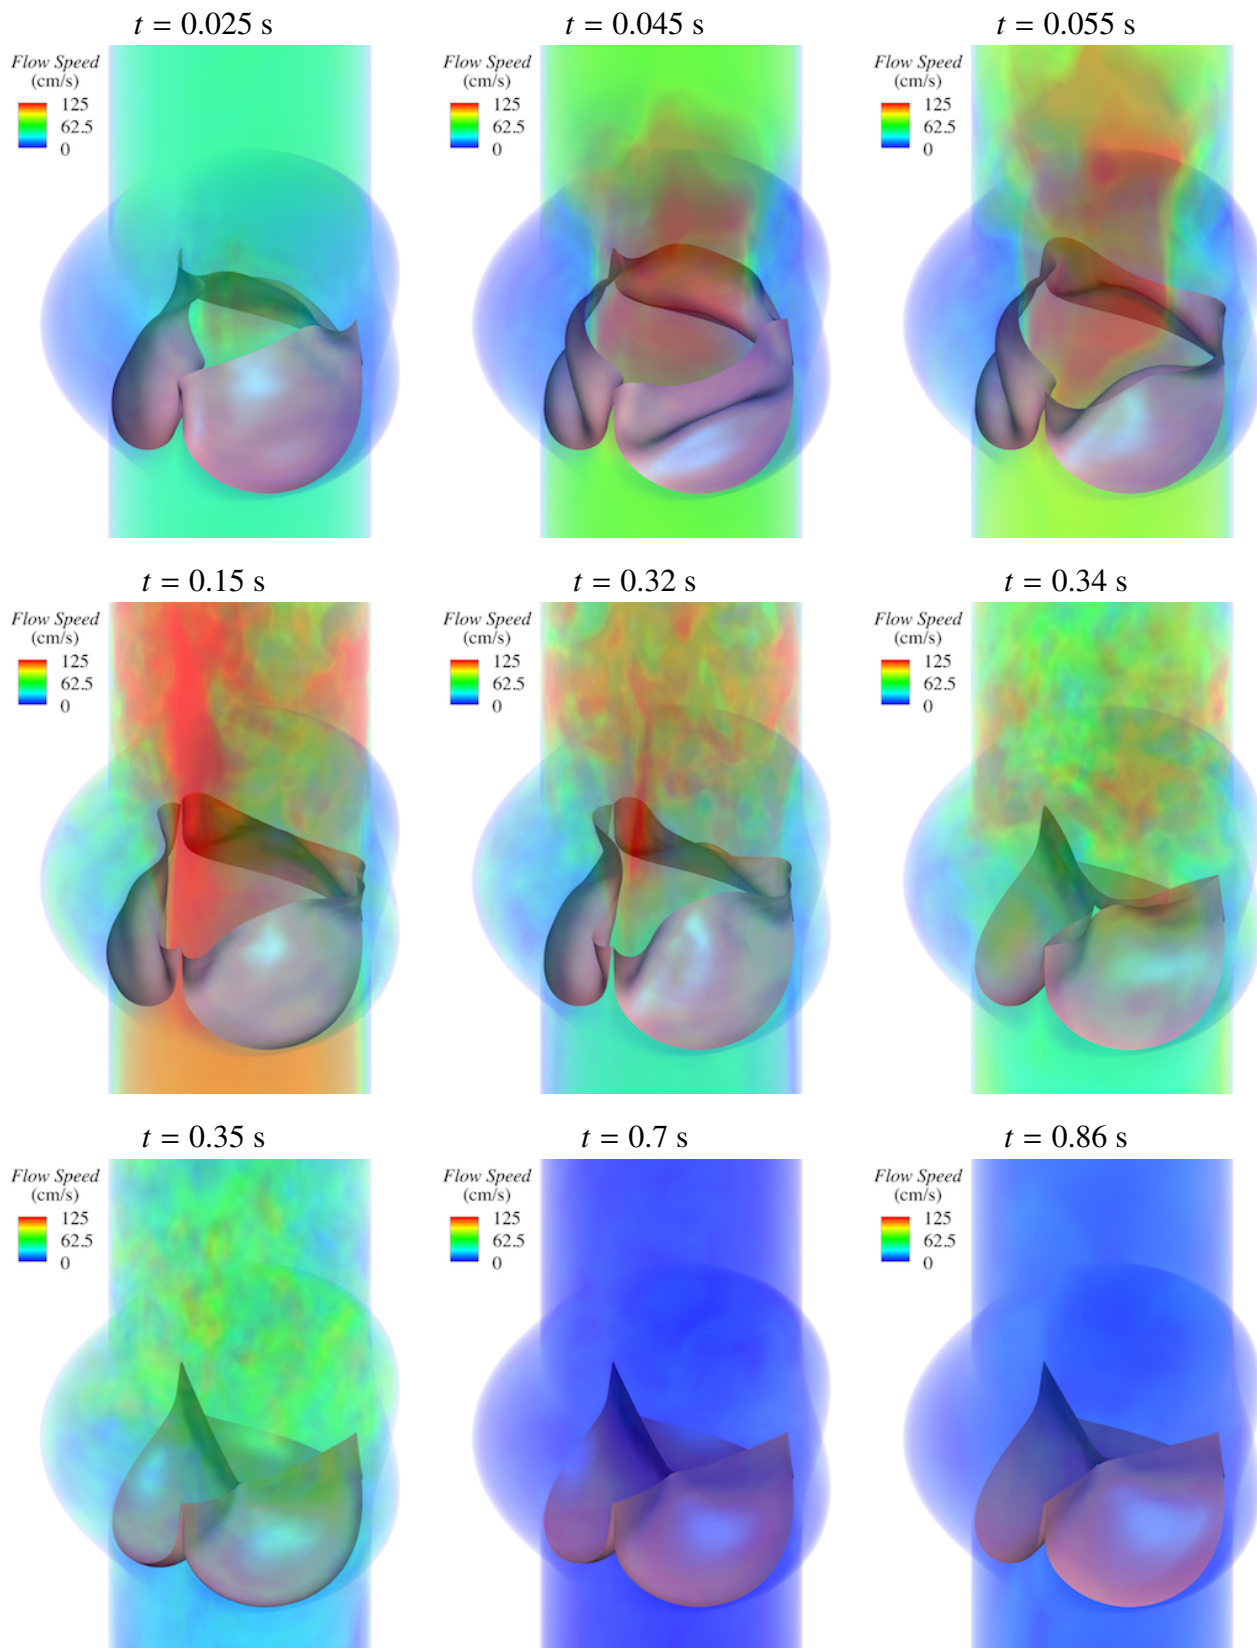 t = 0.025 s
t = 0.045 s
t = 0.055 s
Flow Speed
(cm/s)
125
62.5
0
Flow Speed
(cm/s)
125
62.5
0
Flow Speed
(cm/s)
125
62.5
0
t = 0.15 s
t = 0.32 s
t = 0.34 s
Flow Speed
(cm/s)
125
62.5
0
Flow Speed
(cm/s)
125
62.5
0
Flow Speed
(cm/s)
125
62.5
0
t = 0.35 s
t = 0.7 s
t = 0.86 s
Flow Speed
(cm/s)
125
62.5
0
Flow Speed
(cm/s)
125
62.5
0
Flow Speed
(cm/s)
125
62.5
0